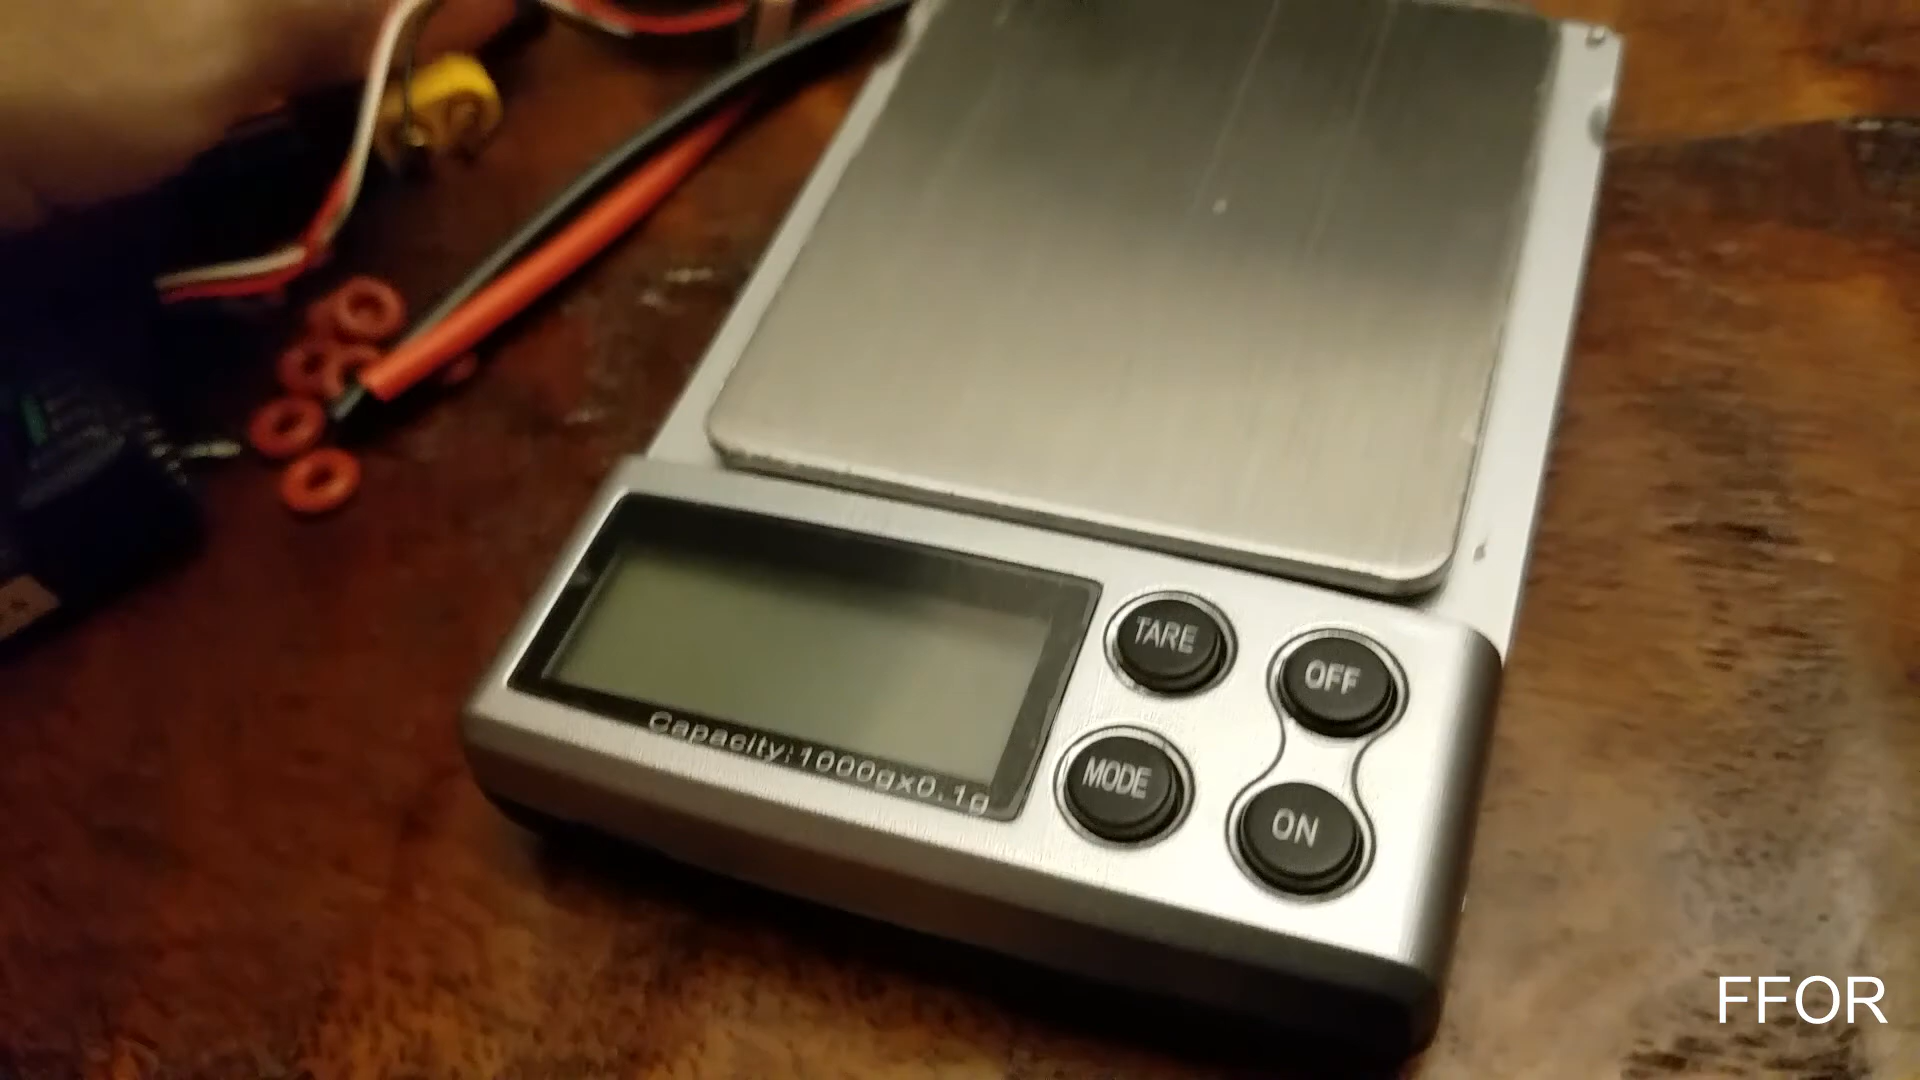 Capacity:1000gx0.1g
TARE
OFF
MODE
ON
FFOR